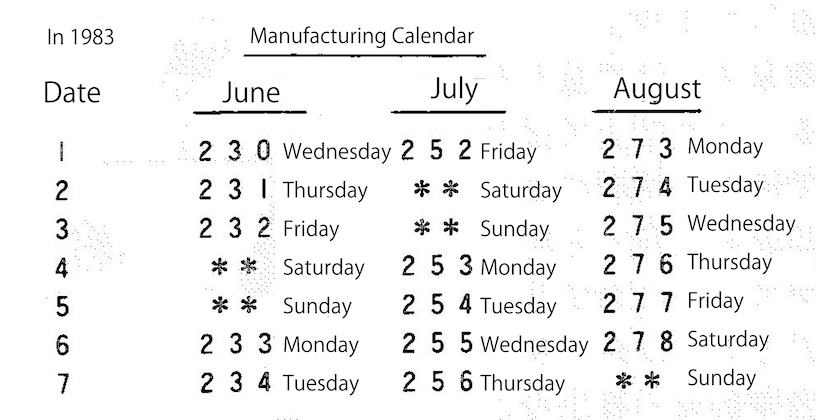 In 1983 Manufacturing Calendar
Date June July August
1 230 Wednesday 252 Friday 273 Monday
2 231 Thursday ** Saturday 274 Tuesday
3 232 Friday ** Sunday 275 Wednesday
4 ** Saturday 253 Monday 276 Thursday
5 ** Sunday 254 Tuesday 277 Friday
6 233 Monday 255 Wednesday 278 Saturday
7 234 Tuesday 256 Thursday ** Sunday